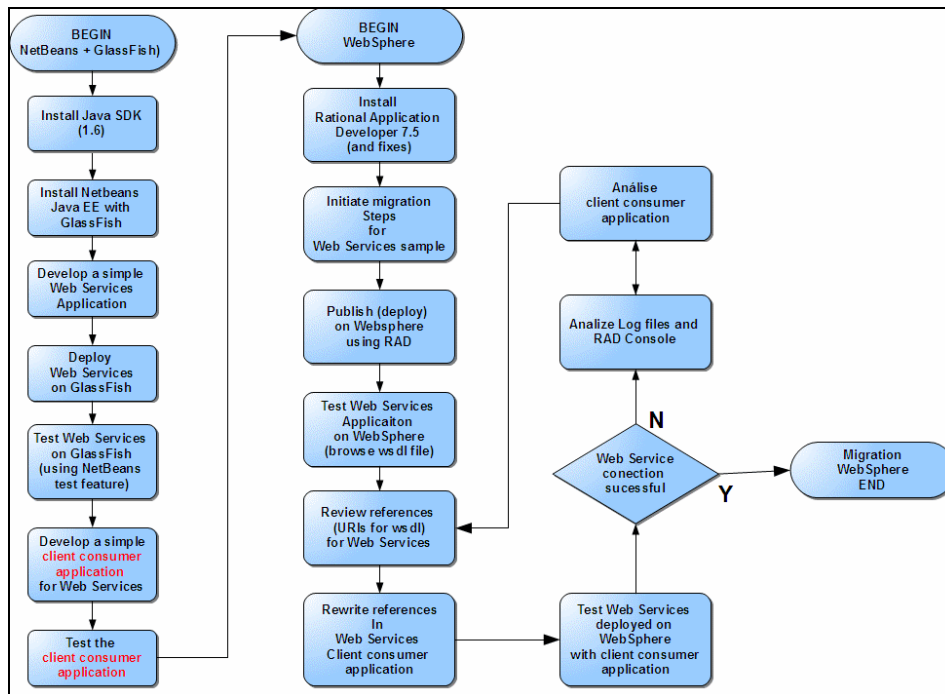 BEGIN
NetBeans + GlassFish)
Install Java SDK
(1.6)
Install Netbeans
Java EE with
GlassFish
Develop a simple
Web Services
Application
Deploy
Web Services
on GlassFish
Test Web Services
on GlassFish
(using NetBeans
test feature)
Develop a simple
client consumer
application
for Web Services
Test the
client consumer
application
BEGIN
WebSphere
Install
Rational Application
Developer 7.5
(and fixes)
Initiate migration
Steps
for
Web Services sample
Publish (deploy)
on Websphere
using RAD
Test Web Services
Applicaiton
on WebSphere
(browse wsdl file)
Review references
(URIs for wsdl)
for Web Services
Rewrite references
In
Web Services
Client consumer
application
Test Web Services
deployed on
WebSphere
with client consumer
application
Web Service
conection
sucessful
N
Y
Analize Log files and
RAD Console
Análise
client consumer
application
Migration
WebSphere
END